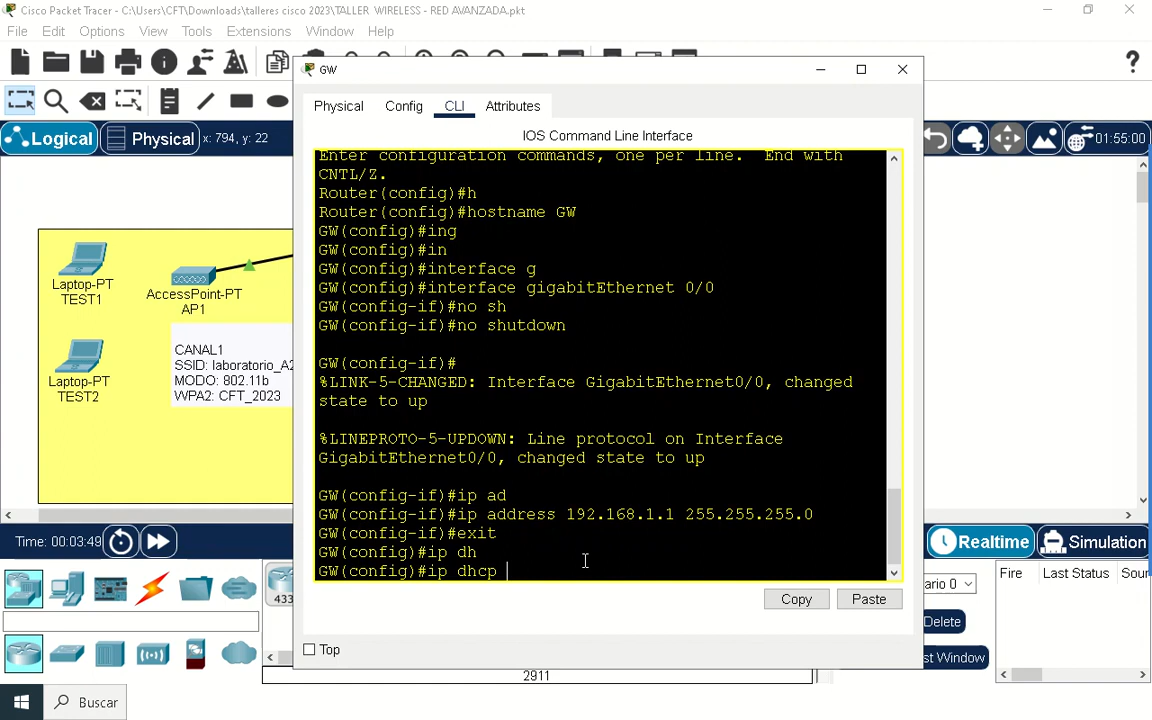 Cisco Packet Tracer - C:\Users\CFT\Downloads\talleres cisco 2023\TALLER WIRELESS - RED AVANZADA.pkt
File Edit Options View Tools Extensions Window Help
GW
Physical Config CLI Attributes
Logical Physical x: 794, y: 22
01:55:00
IOS Command Line Interface
Enter configuration commands, one per line. End with
CNTL/Z.
Router(config)#h
Router(config)#hostname GW
GW(config)#ing
GW(config)#in
GW(config)#interface g
GW(config)#interface gigabitEthernet 0/0
GW(config-if)#no sh
GW(config-if)#no shutdown
GW(config-if)#
%LINK-5-CHANGED: Interface GigabitEthernet0/0, changed
state to up
%LINEPROTO-5-UPDOWN: Line protocol on Interface
GigabitEthernet0/0, changed state to up
GW(config-if)#ip ad
GW(config-if)#ip address 192.168.1.1 255.255.255.0
GW(config-if)#exit
GW(config)#ip dh
GW(config)#ip dhcp
Copy Paste
Top
Laptop-PT
TEST1
AccessPoint-PT
AP1
Laptop-PT
TEST2
CANAL1
SSID: laboratorio_A2
MODO: 802.11b
WPA2: CFT_2023
Time: 00:03:49
Realtime Simulation
433
ario 0
Delete
st Window
Fire Last Status Sour
2911
Buscar